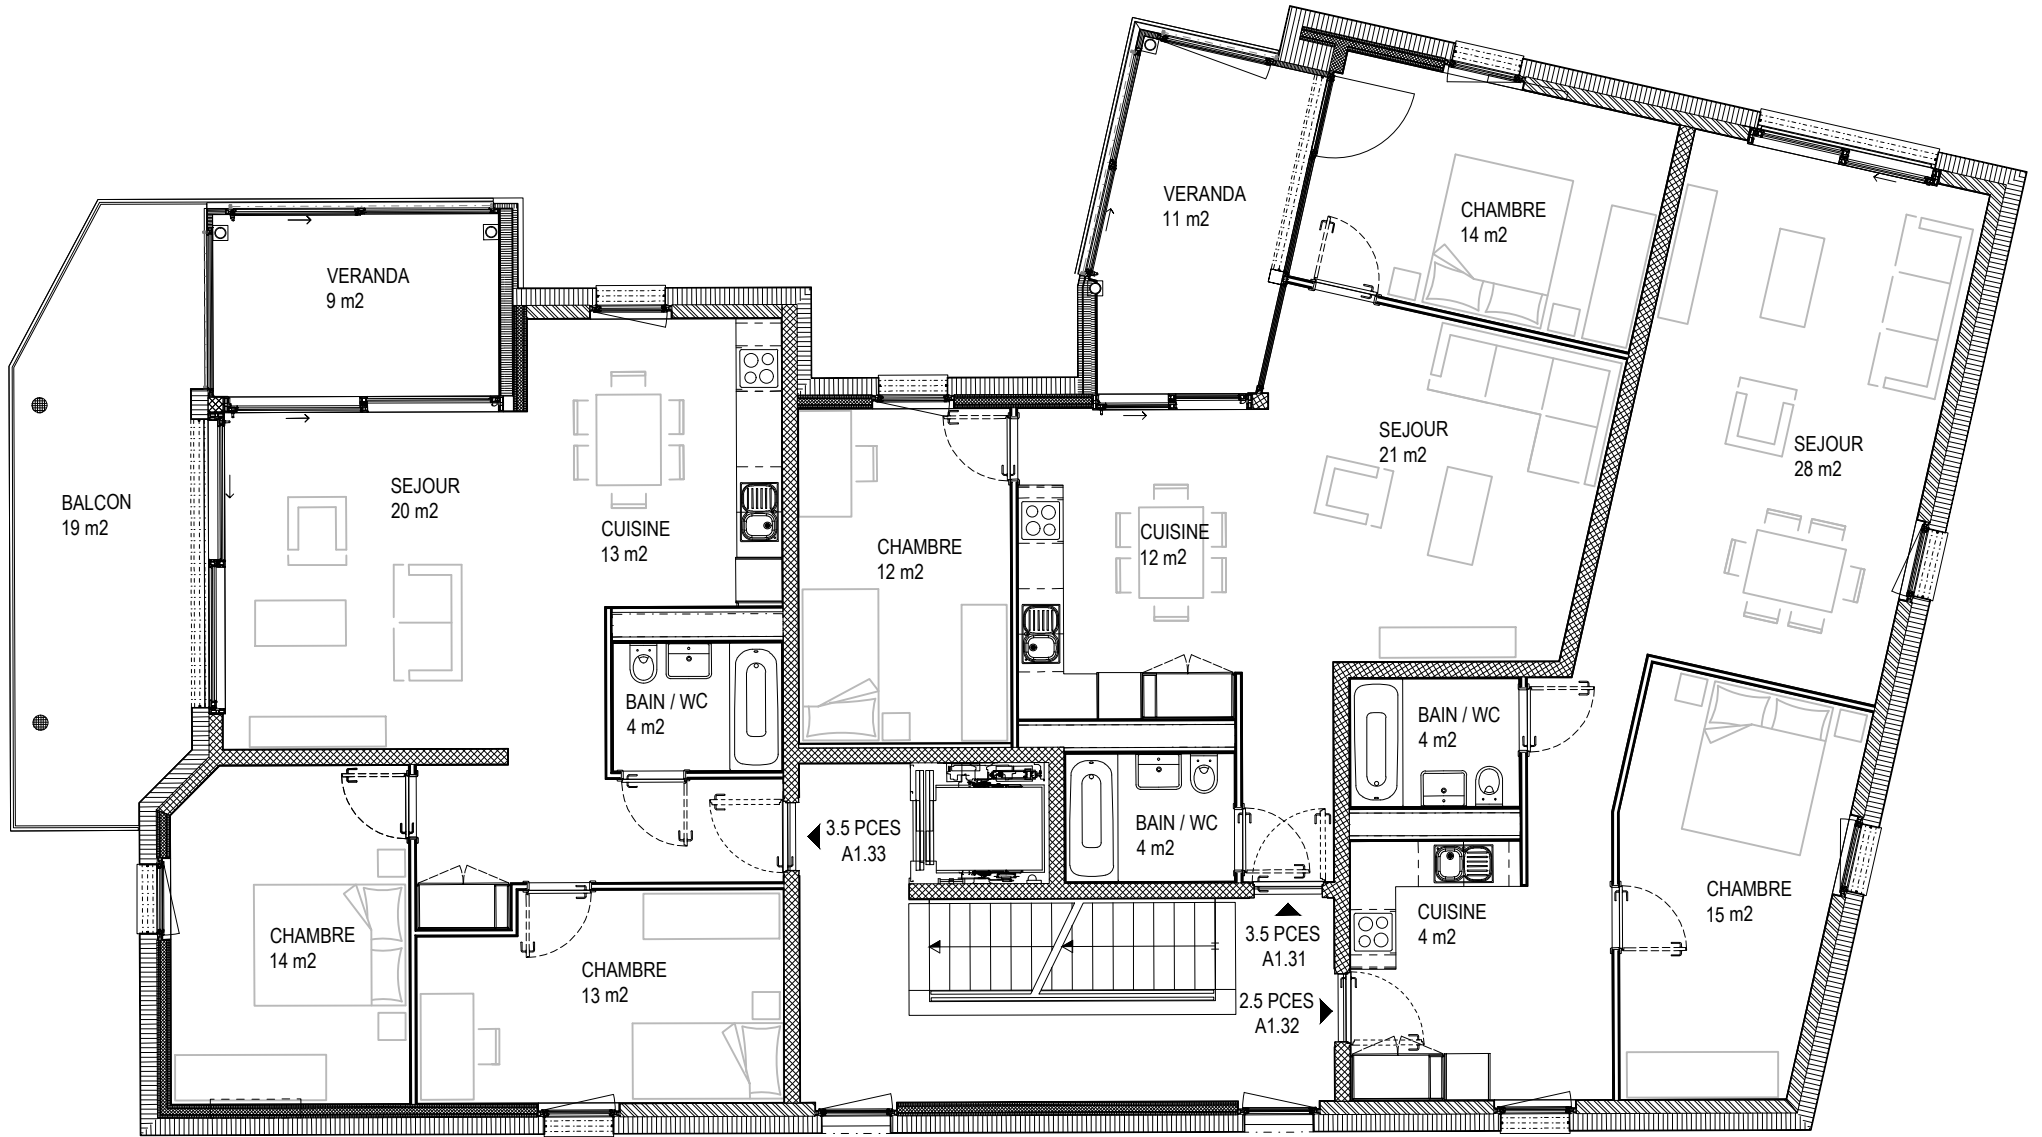 VERANDA
11 m2
CHAMBRE
14 m2
VERANDA
9 m2
SEJOUR
21 m2
SEJOUR
28 m2
SEJOUR
20 m2
BALCON
19 m2
CUISINE
13 m2
CHAMBRE
12 m2
CUISINE
12 m2
BAIN / WC
4 m2
BAIN / WC
4 m2
3.5 PCES
A1.33
BAIN / WC
4 m2
CHAMBRE
15 m2
CUISINE
4 m2
CHAMBRE
14 m2
3.5 PCES
A1.31
CHAMBRE
13 m2
2.5 PCES
A1.32